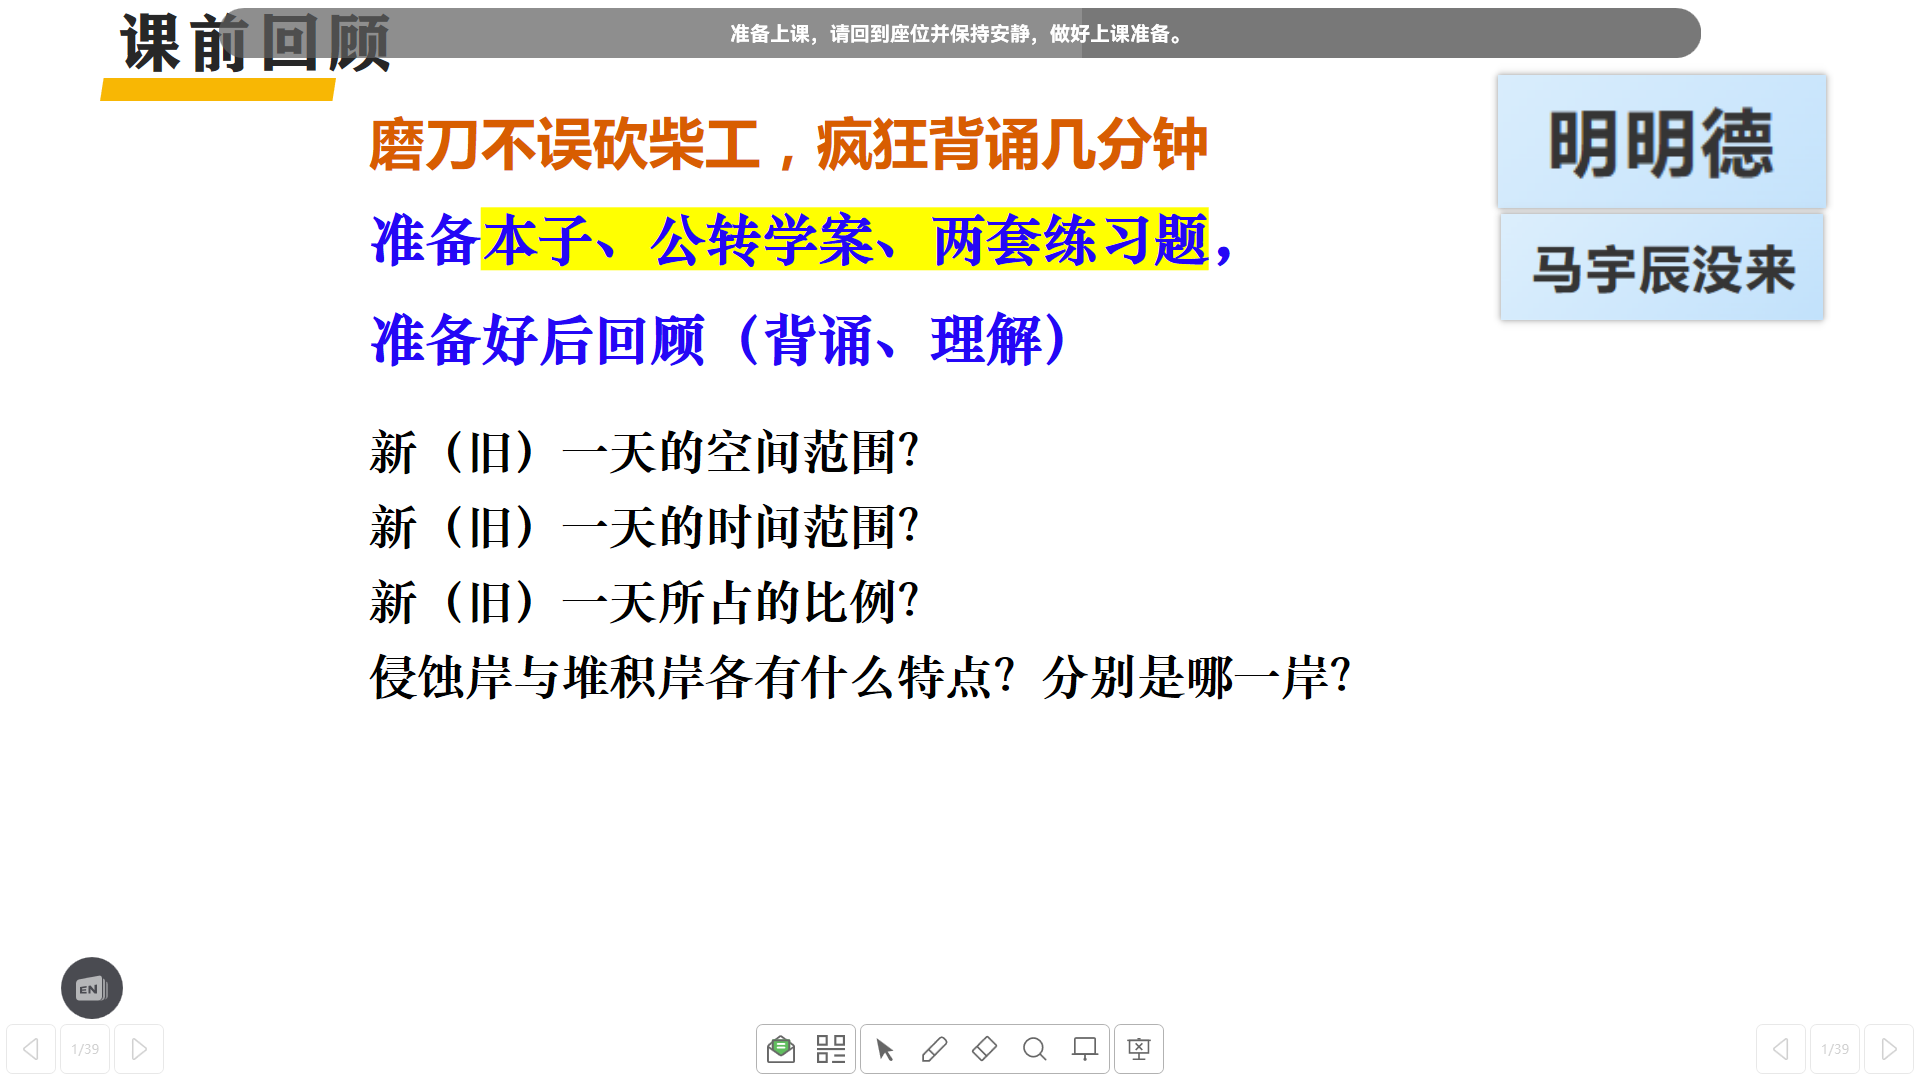 课前回顾
准备上课，请回到座位并保持安静，做好上课准备。
明明德
马宇辰没来
磨刀不误砍柴工，疯狂背诵几分钟
准备本子、公转学案、两套练习题，
准备好后回顾（背诵、理解）
新（旧）一天的空间范围？
新（旧）一天的时间范围？
新（旧）一天所占的比例？
侵蚀岸与堆积岸各有什么特点？分别是哪一岸？
EN
1/39
1/39